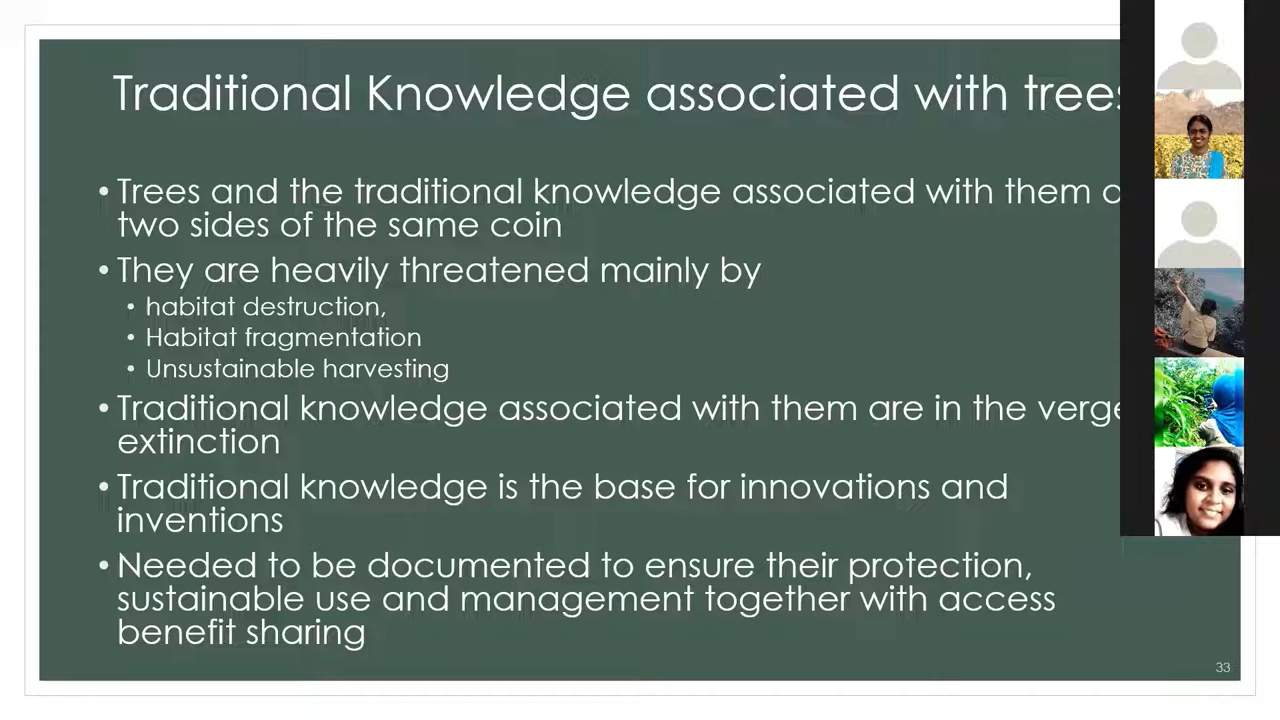 Traditional Knowledge associated with trees
• Trees and the traditional knowledge associated with them
two sides of the same coin
• They are heavily threatened mainly by
• habitat destruction,
• Habitat fragmentation
• Unsustainable harvesting
• Traditional knowledge associated with them are in the verge
extinction
• Traditional knowledge is the base for innovations and
inventions
• Needed to be documented to ensure their protection,
sustainable use and management together with access
benefit sharing
33